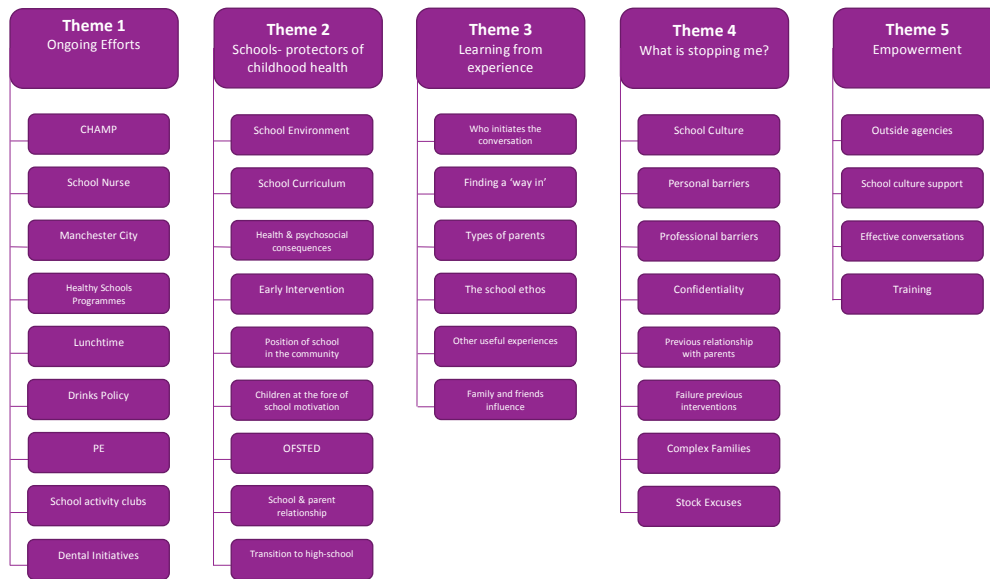 Theme 1
Ongoing Efforts
CHAMP
School Nurse
Manchester City
Healthy Schools
Programmes
Lunchtime
Drinks Policy
PE
School activity clubs
Dental Initiatives
Theme 2
Schools- protectors of
childhood health
School Environment
School Curriculum
Health & psychosocial
consequences
Early Intervention
Position of school
in the community
Children at the fore of
school motivation
OFSTED
School & parent
relationship
Transition to high-school
Theme 3
Learning from
experience
Who initiates the
conversation
Finding a ‘way in’
Types of parents
The school ethos
Other useful experiences
Family and friends
influence
Theme 4
What is stopping me?
School Culture
Personal barriers
Professional barriers
Confidentiality
Previous relationship
with parents
Failure previous
interventions
Complex Families
Stock Excuses
Theme 5
Empowerment
Outside agencies
School culture support
Effective conversations
Training